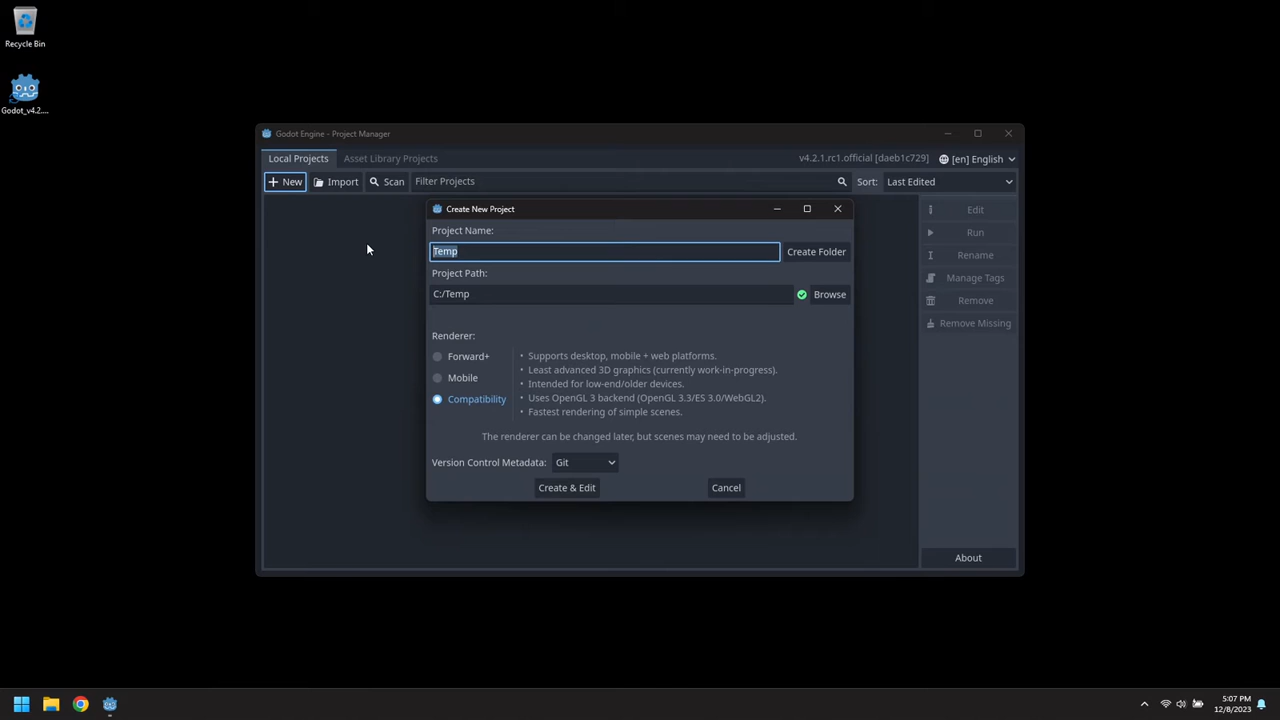 Recycle Bin
Godot_v4.2....
Godot Engine - Project Manager
Local Projects Asset Library Projects v4.2.1.rc1.official [daeb1c729] [en] English
+ New Import Scan Filter Projects Sort: Last Edited
Create New Project
Project Name:
Temp Create Folder
Project Path:
C:/Temp Browse
Renderer:
Forward+
Mobile
Compatibility
• Supports desktop, mobile + web platforms.
• Least advanced 3D graphics (currently work-in-progress).
• Intended for low-end/older devices.
• Uses OpenGL 3 backend (OpenGL 3.3/ES 3.0/WebGL2).
• Fastest rendering of simple scenes.
The renderer can be changed later, but scenes may need to be adjusted.
Version Control Metadata: Git
Create & Edit Cancel
Edit
Run
Rename
Manage Tags
Remove
Remove Missing
About
5:07 PM
12/8/2023